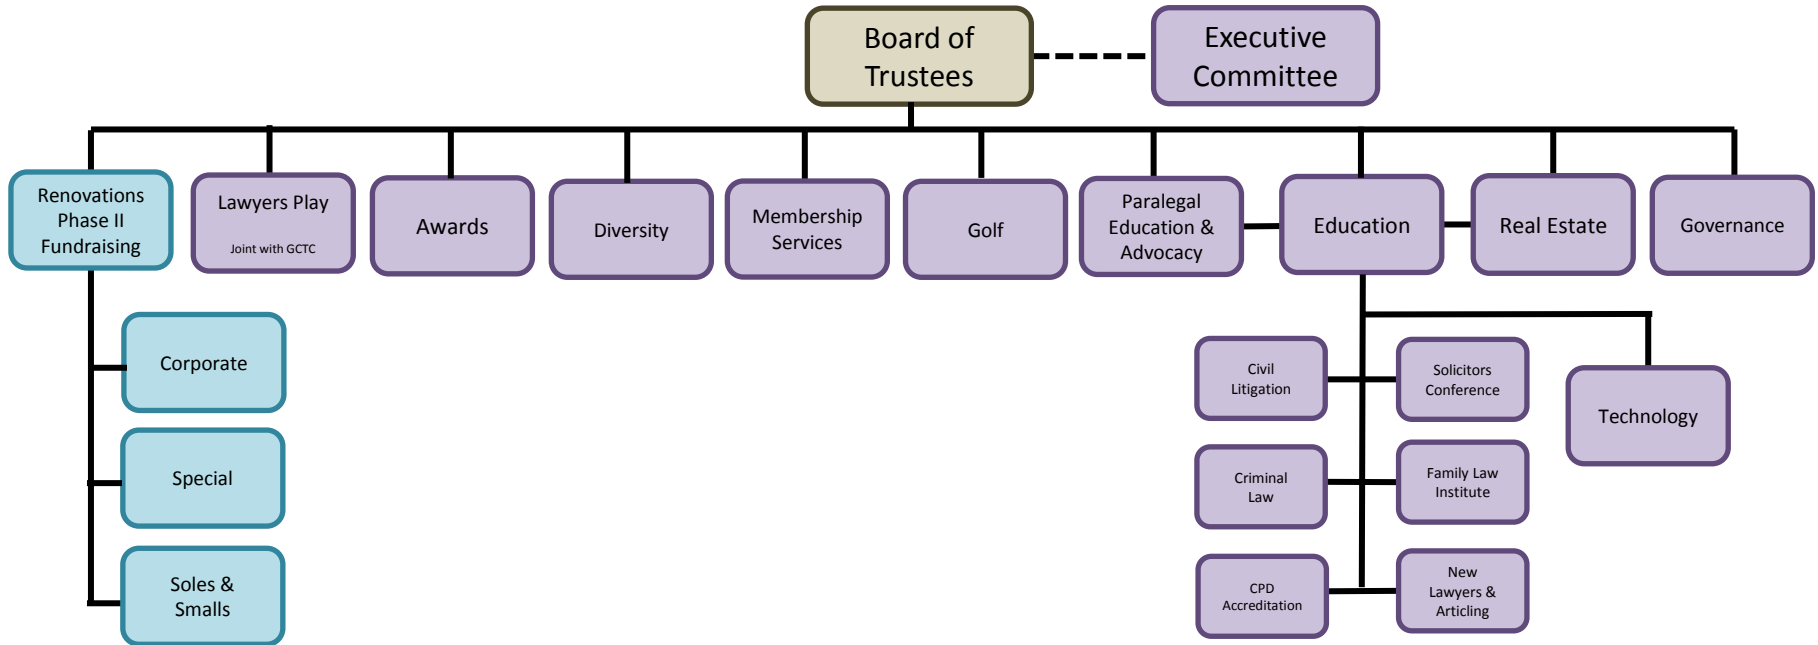 Board of
Trustees
Executive
Committee
Renovations
Phase II
Fundraising
Lawyers Play
Joint with GCTC
Awards
Diversity
Membership
Services
Golf
Paralegal
Education &
Advocacy
Education
Real Estate
Governance
Corporate
Special
Soles &
Smalls
Civil
Litigation
Solicitors
Conference
Technology
Criminal
Law
Family Law
Institute
CPD
Accreditation
New
Lawyers &
Articling